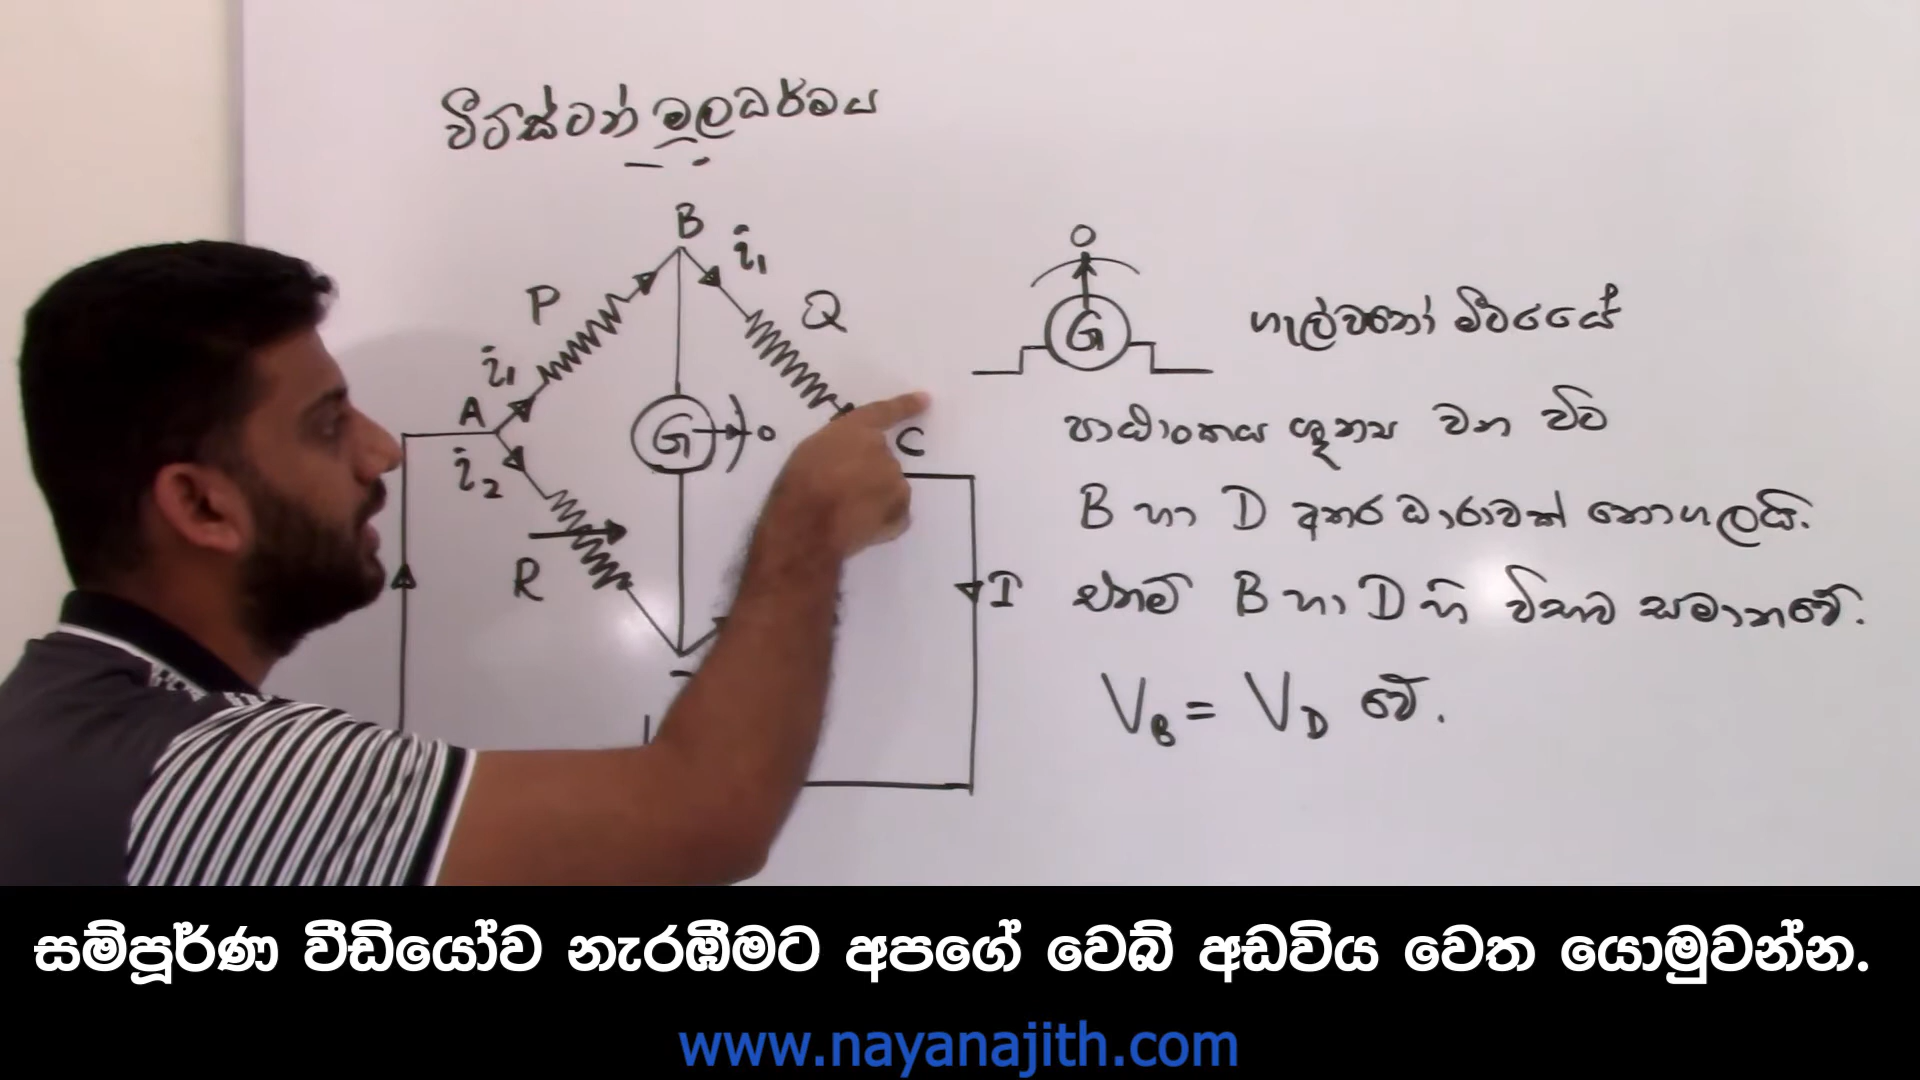 වීට්ස්ටන් මූලධර්මය
B
i₁
P
Q
i₁
A
i₂
G
0
C
R
I
0
G
ගැල්වනෝ මීටරයේ
පාඨාංකය ශූන්‍ය වන විට
B හා D අතර ධාරාවක් නොගලයි.
එනම් B හා D හි විභව සමානවේ.
V_B = V_D වේ.
සම්පූර්ණ වීඩියෝව නැරඹීමට අපගේ වෙබ් අඩවිය වෙත යොමුවන්න.
www.nayanajith.com